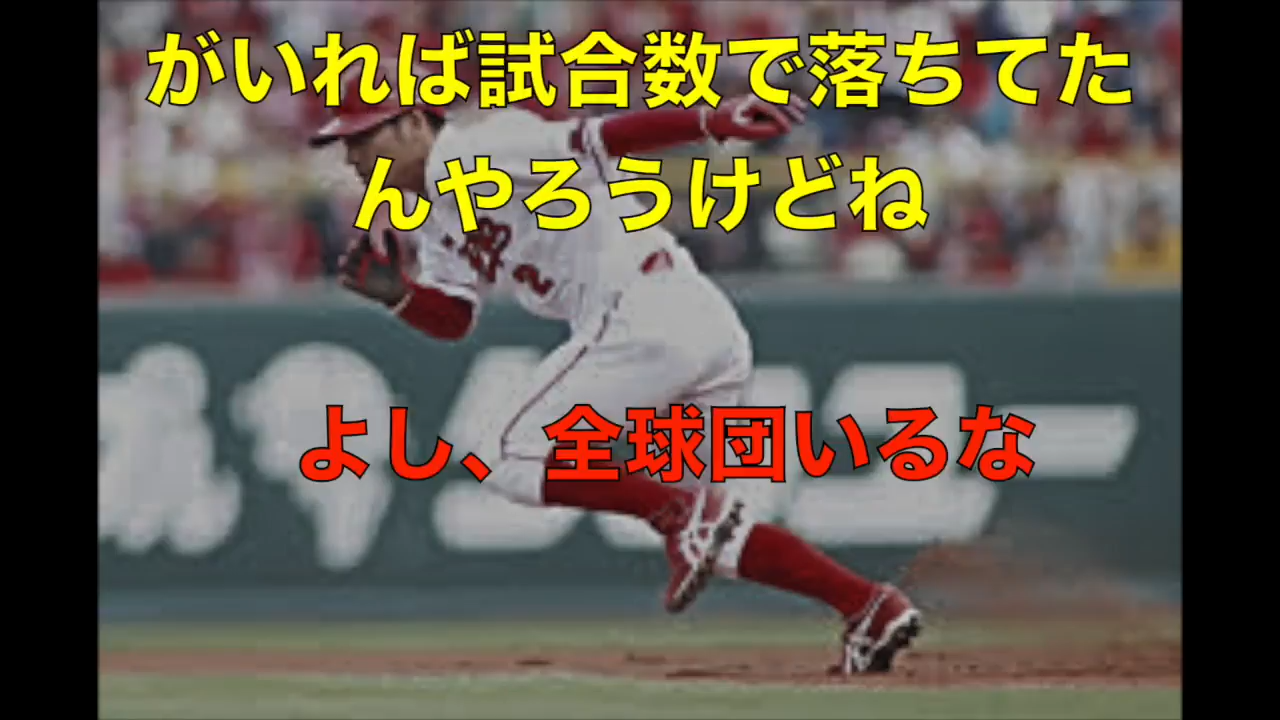 がいれば試合数で落ちてた
んやろうけどね
よし、全球団いるな
2